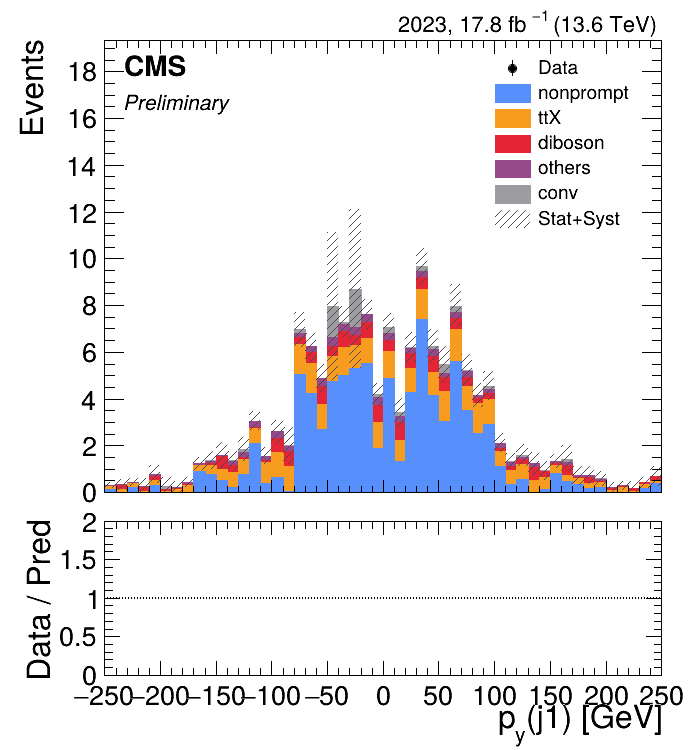 2023, 17.8 fb⁻¹ (13.6 TeV)
CMS
Preliminary
Events
18
16
14
12
10
8
6
4
2
0
Data
nonprompt
ttX
diboson
others
conv
Stat+Syst
Data / Pred
2
1.5
1
0.5
0
−250 −200 −150 −100 −50 0 50 100 150 200 250
p_y(j1) [GeV]